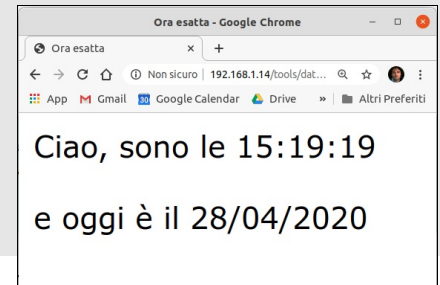 Ora esatta - Google Chrome
Ora esatta
Non sicuro | 192.168.1.14/tools/dat...
App Gmail Google Calendar Drive » Altri Preferiti
Ciao, sono le 15:19:19
e oggi è il 28/04/2020